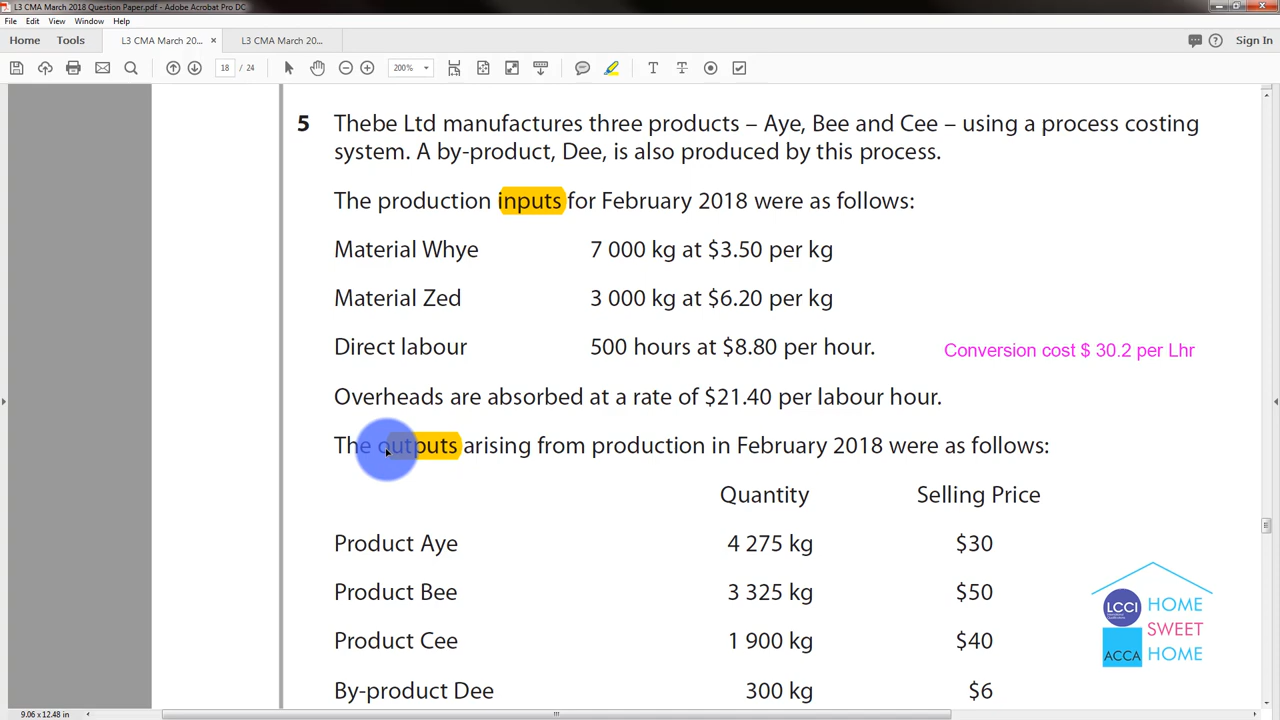 L3 CMA March 2018 Question Paper.pdf - Adobe Acrobat Pro DC
File Edit View Window Help
Home Tools L3 CMA March 20... × L3 CMA March 20... Sign In
18 / 24 200%
5 Thebe Ltd manufactures three products – Aye, Bee and Cee – using a process costing
system. A by-product, Dee, is also produced by this process.
The production inputs for February 2018 were as follows:
Material Whye 7 000 kg at $3.50 per kg
Material Zed 3 000 kg at $6.20 per kg
Direct labour 500 hours at $8.80 per hour.
Conversion cost $ 30.2 per Lhr
Overheads are absorbed at a rate of $21.40 per labour hour.
The outputs arising from production in February 2018 were as follows:
Quantity Selling Price
Product Aye 4 275 kg $30
Product Bee 3 325 kg $50
Product Cee 1 900 kg $40
By-product Dee 300 kg $6
LCCI HOME
SWEET
ACCA HOME
9.06 x 12.48 in